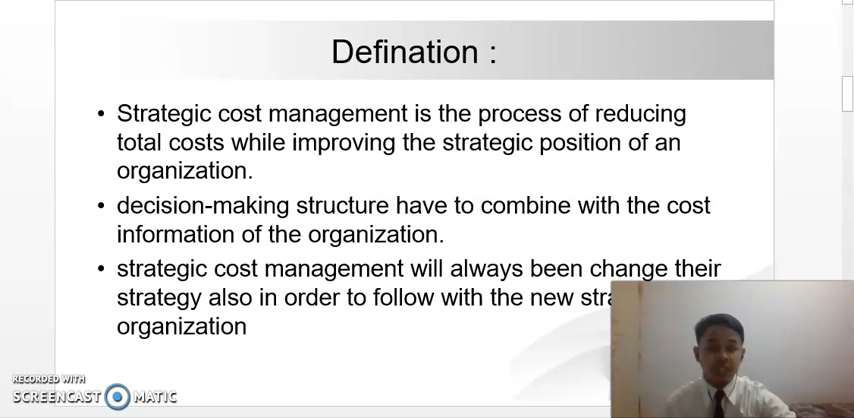 Defination :
• Strategic cost management is the process of reducing
total costs while improving the strategic position of an
organization.
• decision-making structure have to combine with the cost
information of the organization.
• strategic cost management will always been change their
strategy also in order to follow with the new
organization
RECORDED WITH
SCREENCAST MATIC